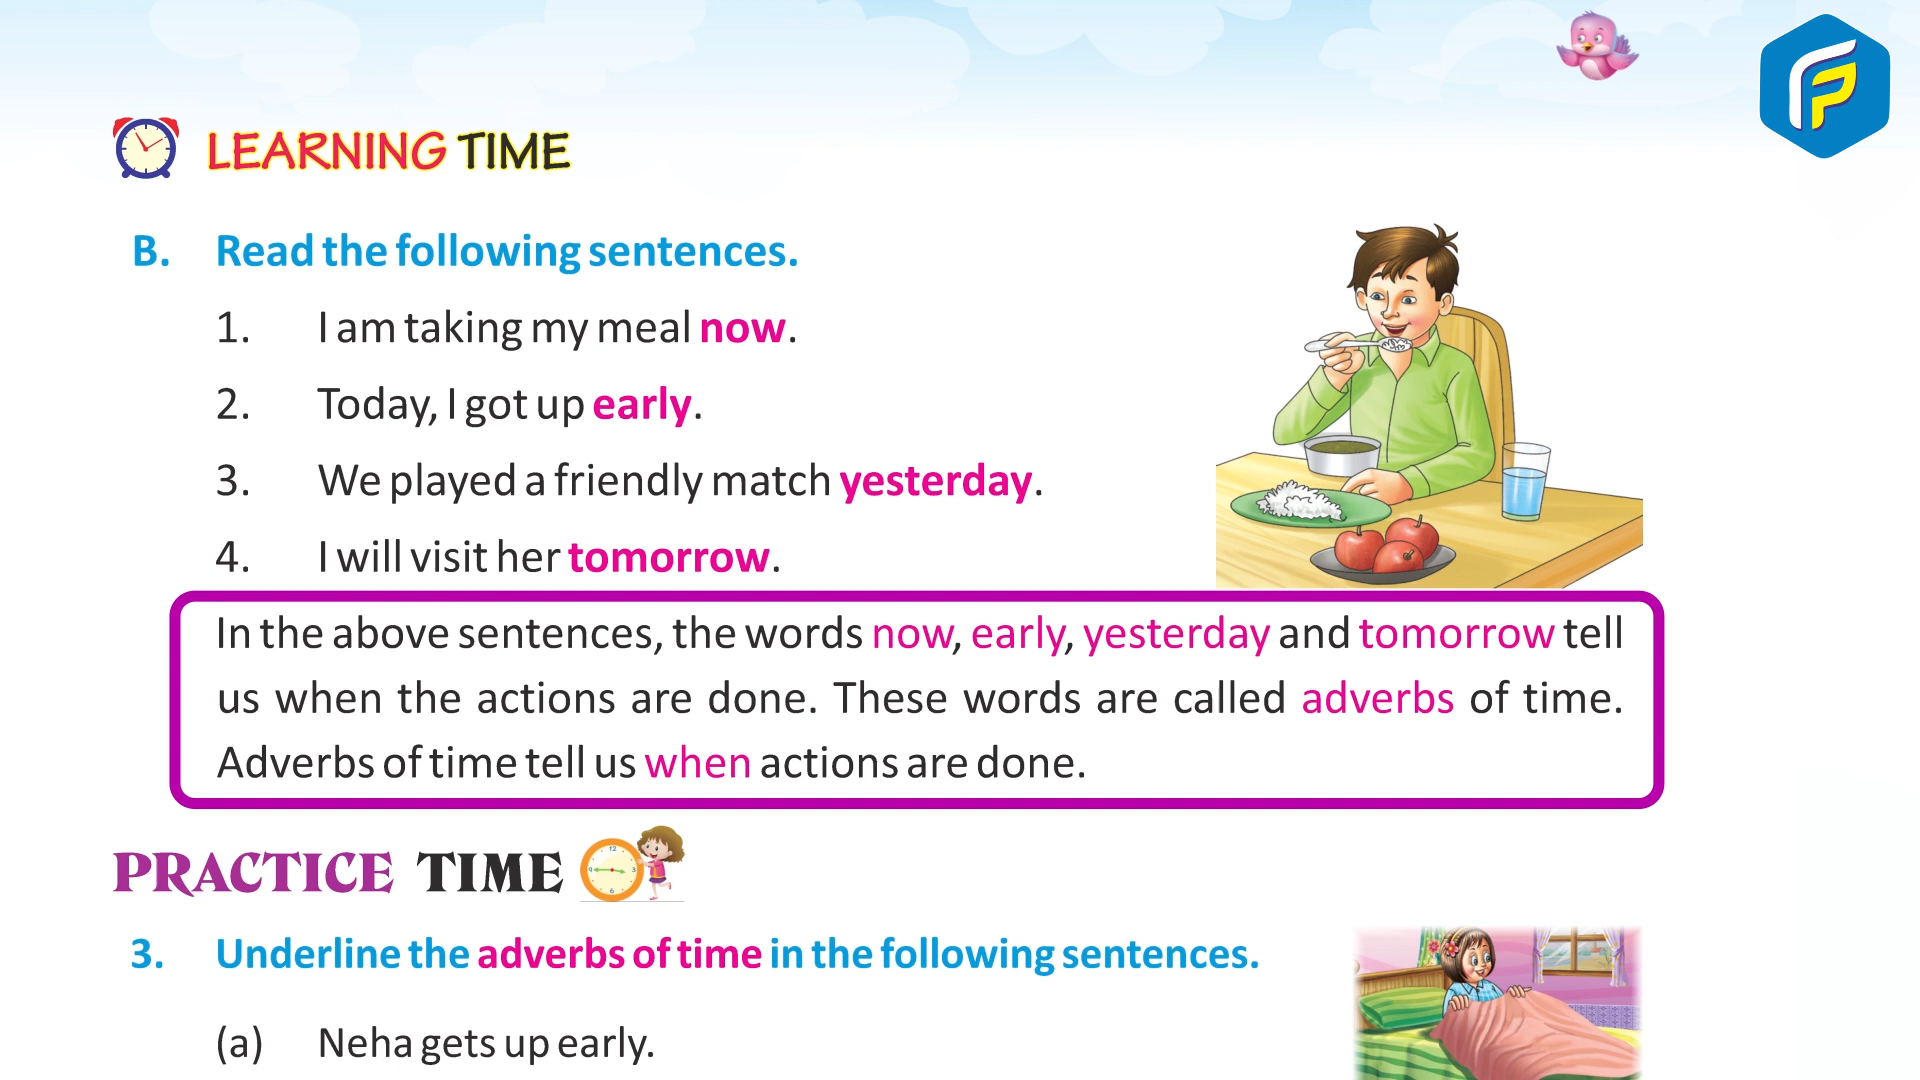 LEARNING TIME
B. Read the following sentences.
1. I am taking my meal now.
2. Today, I got up early.
3. We played a friendly match yesterday.
4. I will visit her tomorrow.
In the above sentences, the words now, early, yesterday and tomorrow tell
us when the actions are done. These words are called adverbs of time.
Adverbs of time tell us when actions are done.
PRACTICE TIME
3. Underline the adverbs of time in the following sentences.
(a) Neha gets up early.